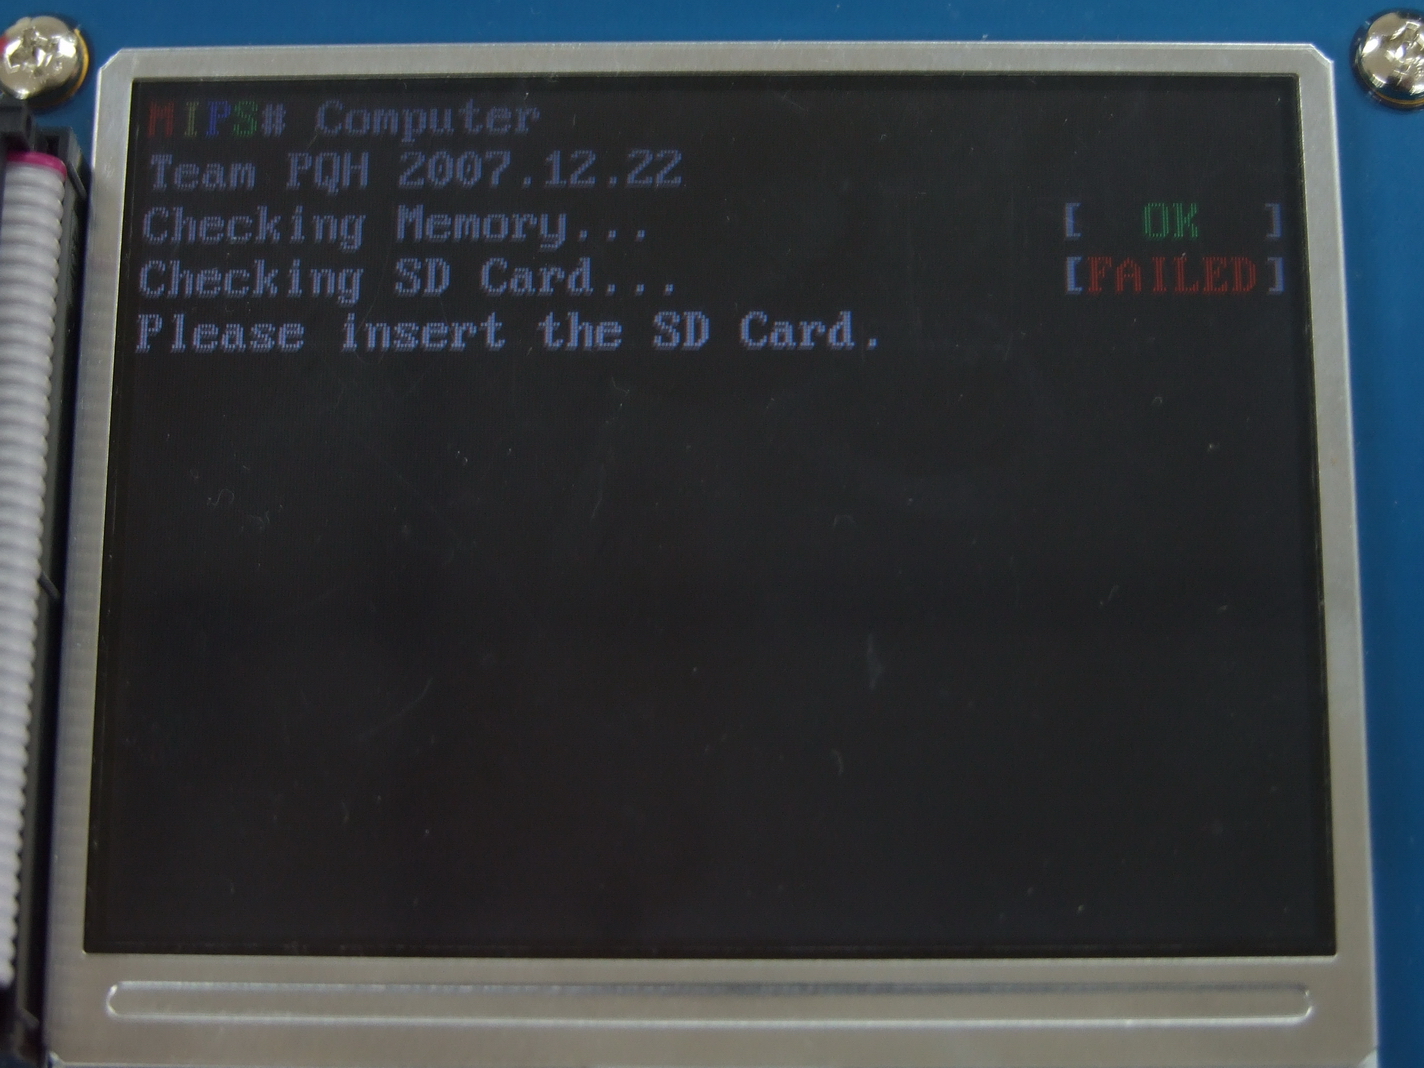 MIPS# Computer
Team PQH 2007.12.22
Checking Memory... [ OK ]
Checking SD Card... [FAILED]
Please insert the SD Card.